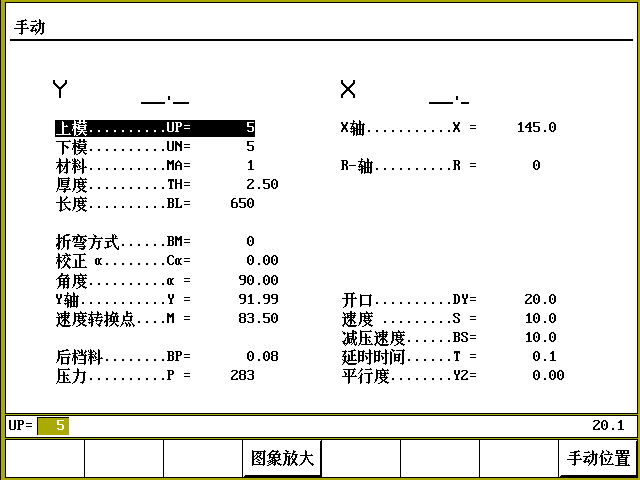 手动
Y __.__ X __._
上模..........UP= 5 X轴...........X = 145.0
下模..........UN= 5
材料..........MA= 1 R-轴..........R = 0
厚度..........TH= 2.50
长度..........BL= 650
折弯方式......BM= 0
校正 α........Cα= 0.00
角度..........α = 90.00
Y轴...........Y = 91.99 开口..........DY= 20.0
速度转换点....M = 83.50 速度 .........S = 10.0
减压速度......BS= 10.0
后档料........BP= 0.08 延时时间......T = 0.1
压力..........P = 283 平行度........Y2= 0.00
UP= 5 20.1
图象放大 手动位置